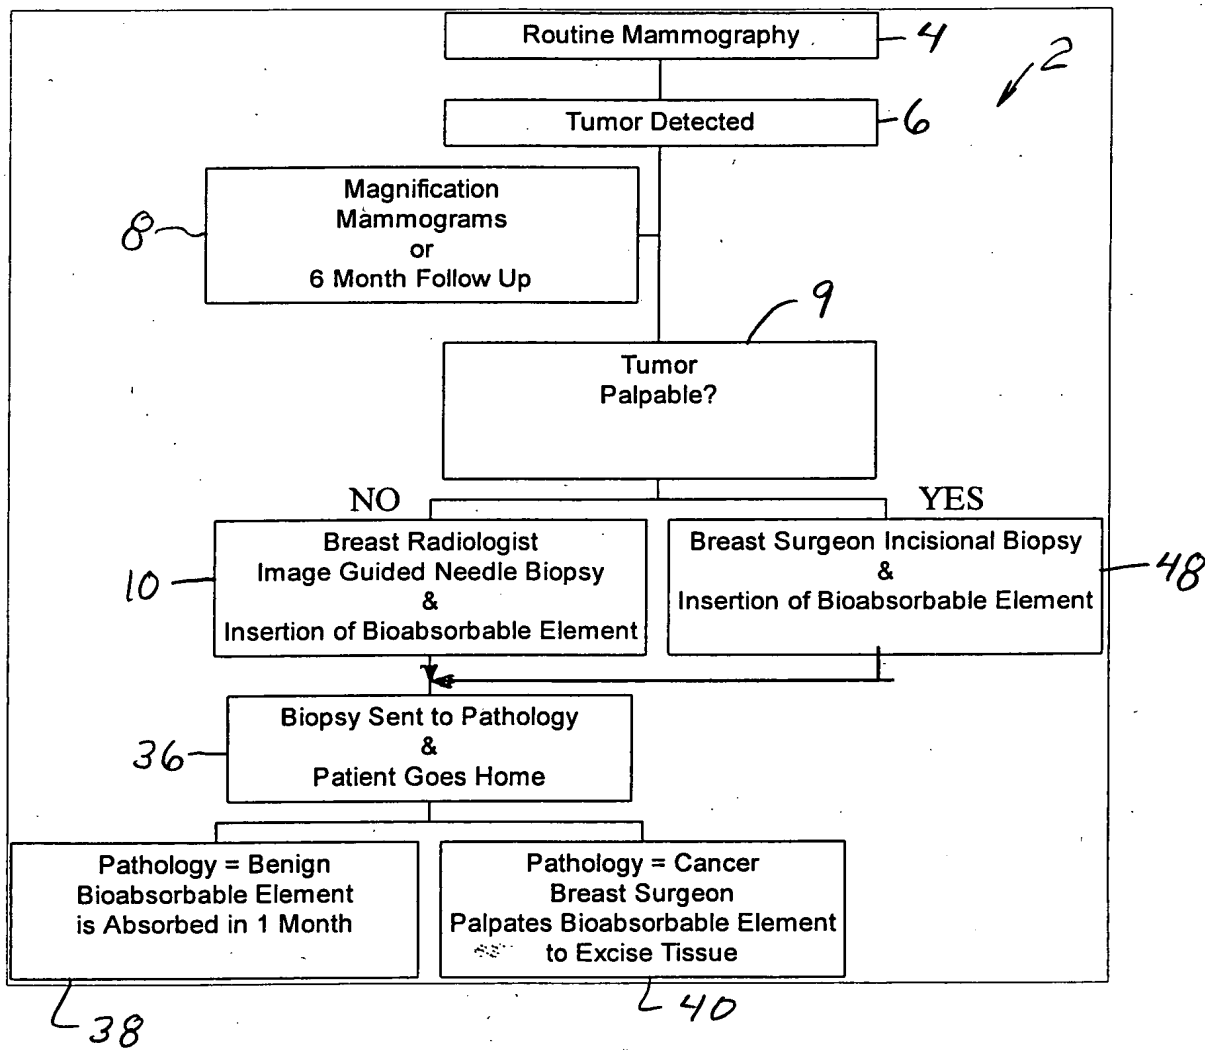 Routine Mammography
4
2
Tumor Detected
6
Magnification
Mammograms
or
6 Month Follow Up
8
9
Tumor
Palpable?
NO
YES
Breast Radiologist
Image Guided Needle Biopsy
&
Insertion of Bioabsorbable Element
10
Breast Surgeon Incisional Biopsy
&
Insertion of Bioabsorbable Element
48
Biopsy Sent to Pathology
&
Patient Goes Home
36
Pathology = Benign
Bioabsorbable Element
is Absorbed in 1 Month
38
Pathology = Cancer
Breast Surgeon
Palpates Bioabsorbable Element
to Excise Tissue
40